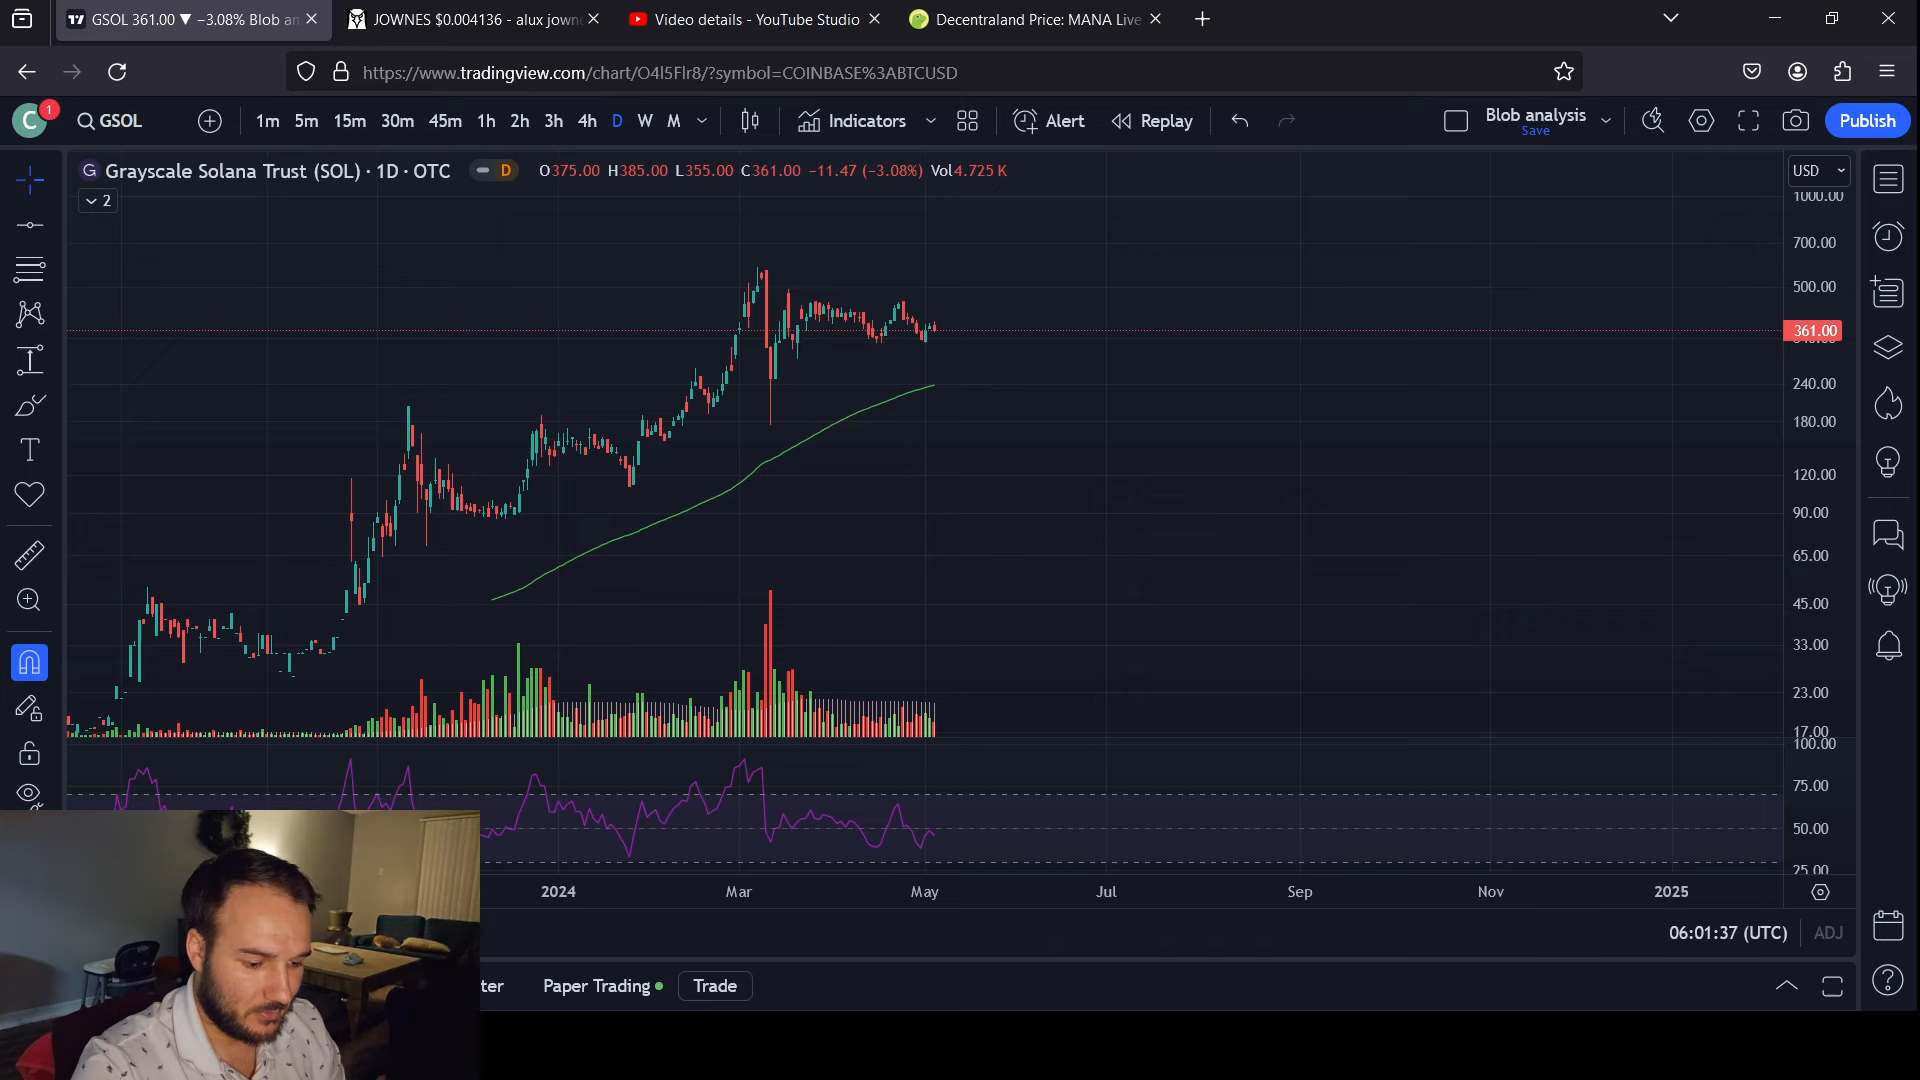 GSOL 361.00 ▼ −3.08% Blob an
JOWNES $0.004136 - alux jown
Video details - YouTube Studio
Decentraland Price: MANA Live
https://www.tradingview.com/chart/O4l5Flr8/?symbol=COINBASE%3ABTCUSD
C
1
GSOL
1m
5m
15m
30m
45m
1h
2h
3h
4h
D
W
M
Indicators
Alert
Replay
Blob analysis
Save
Publish
G
Grayscale Solana Trust (SOL) · 1D · OTC
D
O375.00 H385.00 L355.00 C361.00 −11.47 (−3.08%) Vol4.725 K
USD
2
1000.00
700.00
500.00
361.00
240.00
180.00
120.00
90.00
65.00
45.00
33.00
23.00
17.00
100.00
75.00
50.00
25.00
2024
Mar
May
Jul
Sep
Nov
2025
06:01:37 (UTC)
ADJ
ter
Paper Trading
Trade